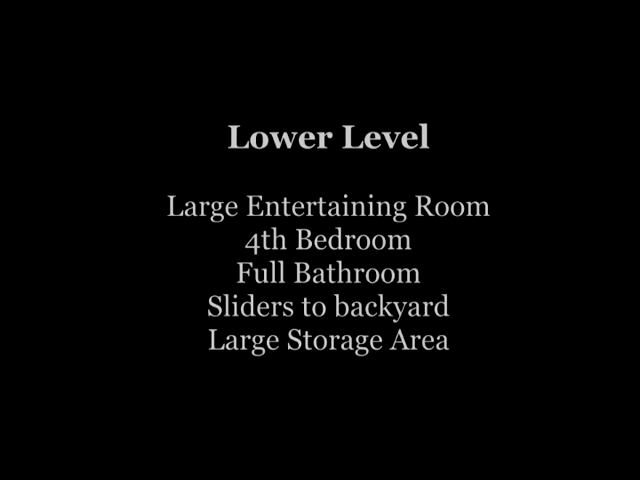 Lower Level
Large Entertaining Room
4th Bedroom
Full Bathroom
Sliders to backyard
Large Storage Area